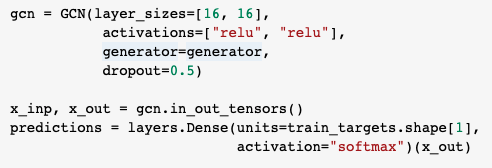 gcn = GCN(layer_sizes=[16, 16],
activations=["relu", "relu"],
generator=generator,
dropout=0.5)
x_inp, x_out = gcn.in_out_tensors()
predictions = layers.Dense(units=train_targets.shape[1],
activation="softmax")(x_out)